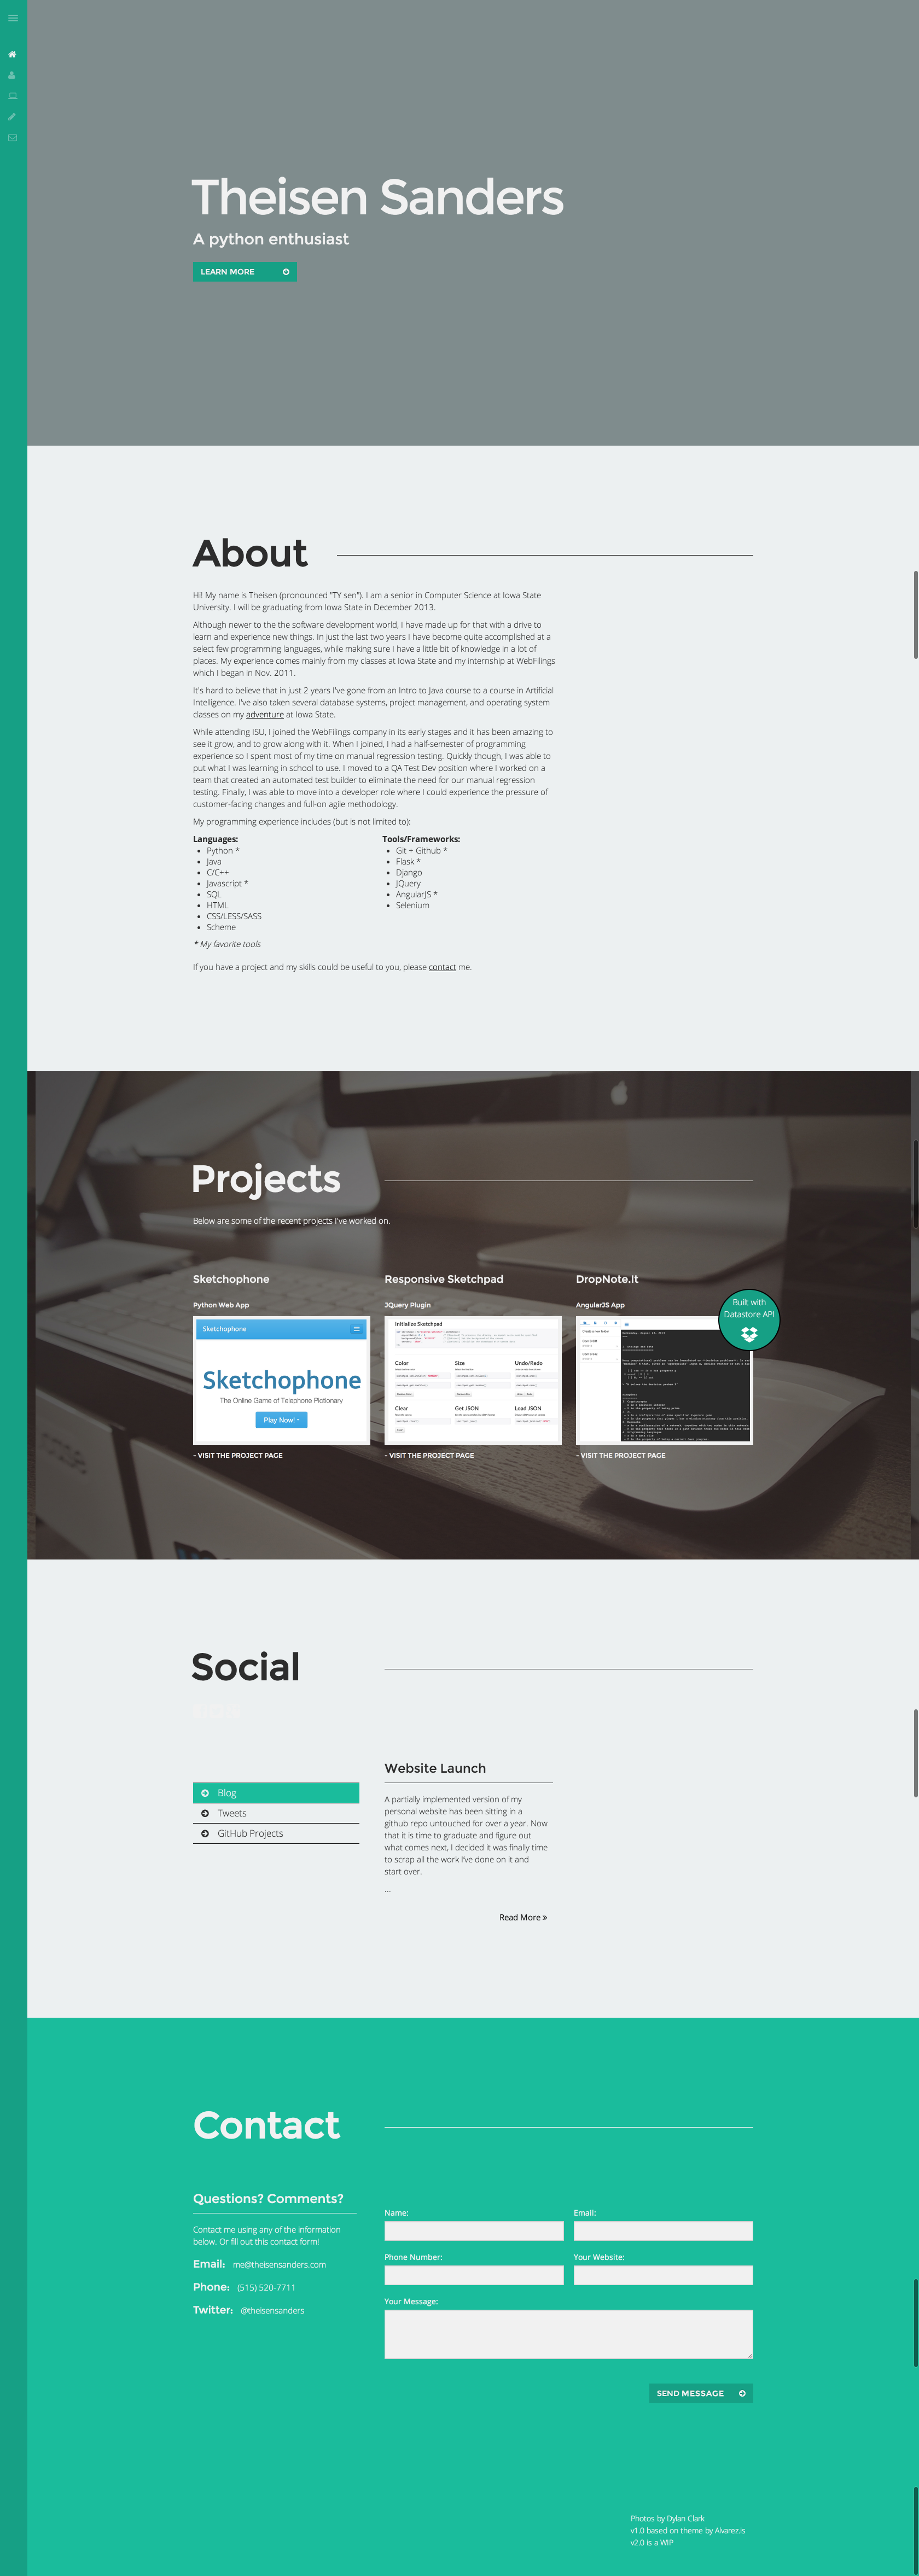 Theisen Sanders
A python enthusiast
LEARN MORE
About
Hi! My name is Theisen (pronounced "TY sen"). I am a senior in Computer Science at Iowa State
University. I will be graduating from Iowa State in December 2013.
Although newer to the the software development world, I have made up for that with a drive to
learn and experience new things. In just the last two years I have become quite accomplished at a
select few programming languages, while making sure I have a little bit of knowledge in a lot of
places. My experience comes mainly from my classes at Iowa State and my internship at WebFilings
which I began in Nov. 2011.
It's hard to believe that in just 2 years I've gone from an Intro to Java course to a course in Artificial
Intelligence. I've also taken several database systems, project management, and operating system
classes on my adventure at Iowa State.
While attending ISU, I joined the WebFilings company in its early stages and it has been amazing to
see it grow, and to grow along with it. When I joined, I had a half-semester of programming
experience so I spent most of my time on manual regression testing. Quickly though, I was able to
put what I was learning in school to use. I moved to a QA Test Dev position where I worked on a
team that created an automated test builder to eliminate the need for our manual regression
testing. Finally, I was able to move into a developer role where I could experience the pressure of
customer-facing changes and full-on agile methodology.
My programming experience includes (but is not limited to):
Languages:
• Python *
• Java
• C/C++
• Javascript *
• SQL
• HTML
• CSS/LESS/SASS
• Scheme
Tools/Frameworks:
• Git + Github *
• Flask *
• Django
• JQuery
• AngularJS *
• Selenium
* My favorite tools
If you have a project and my skills could be useful to you, please contact me.
Projects
Below are some of the recent projects I've worked on.
Sketchophone
Python Web App
Sketchophone
Sketchophone
The Online Game of Telephone Pictionary
Play Now!
- VISIT THE PROJECT PAGE
Responsive Sketchpad
JQuery Plugin
Initialize Sketchpad
Color
Size
Undo/Redo
Clear
Get JSON
Load JSON
- VISIT THE PROJECT PAGE
DropNote.It
AngularJS App
Built with
Datastore API
- VISIT THE PROJECT PAGE
Social
Blog
Tweets
GitHub Projects
Website Launch
A partially implemented version of my
personal website has been sitting in a
github repo untouched for over a year. Now
that it is time to graduate and figure out
what comes next, I decided it was finally time
to scrap all the work I've done on it and
start over.
...
Read More »
Contact
Questions? Comments?
Contact me using any of the information
below. Or fill out this contact form!
Email: me@theisensanders.com
Phone: (515) 520-7711
Twitter: @theisensanders
Name:
Email:
Phone Number:
Your Website:
Your Message:
SEND MESSAGE
Photos by Dylan Clark
v1.0 based on theme by Alvarez.is
v2.0 is a WIP